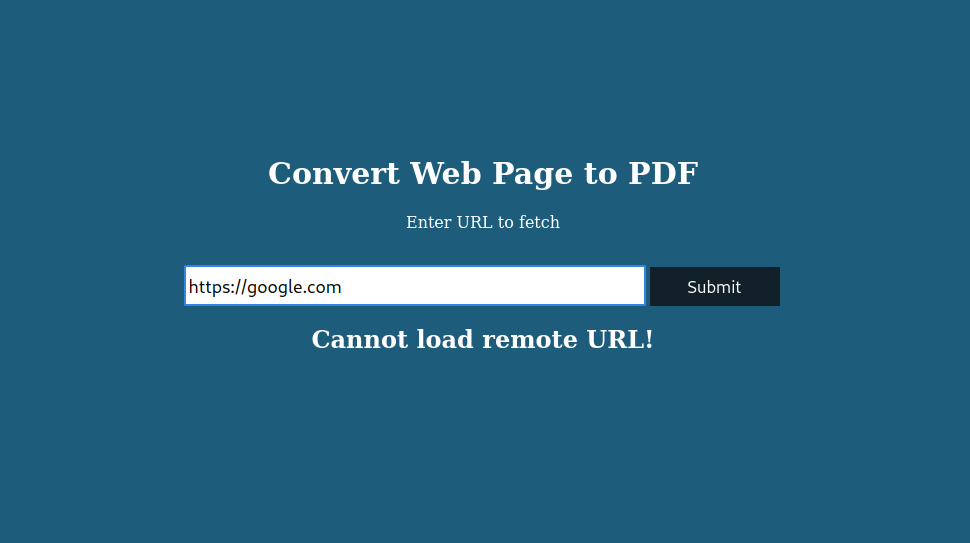 Convert Web Page to PDF
Enter URL to fetch
https://google.com Submit
Cannot load remote URL!